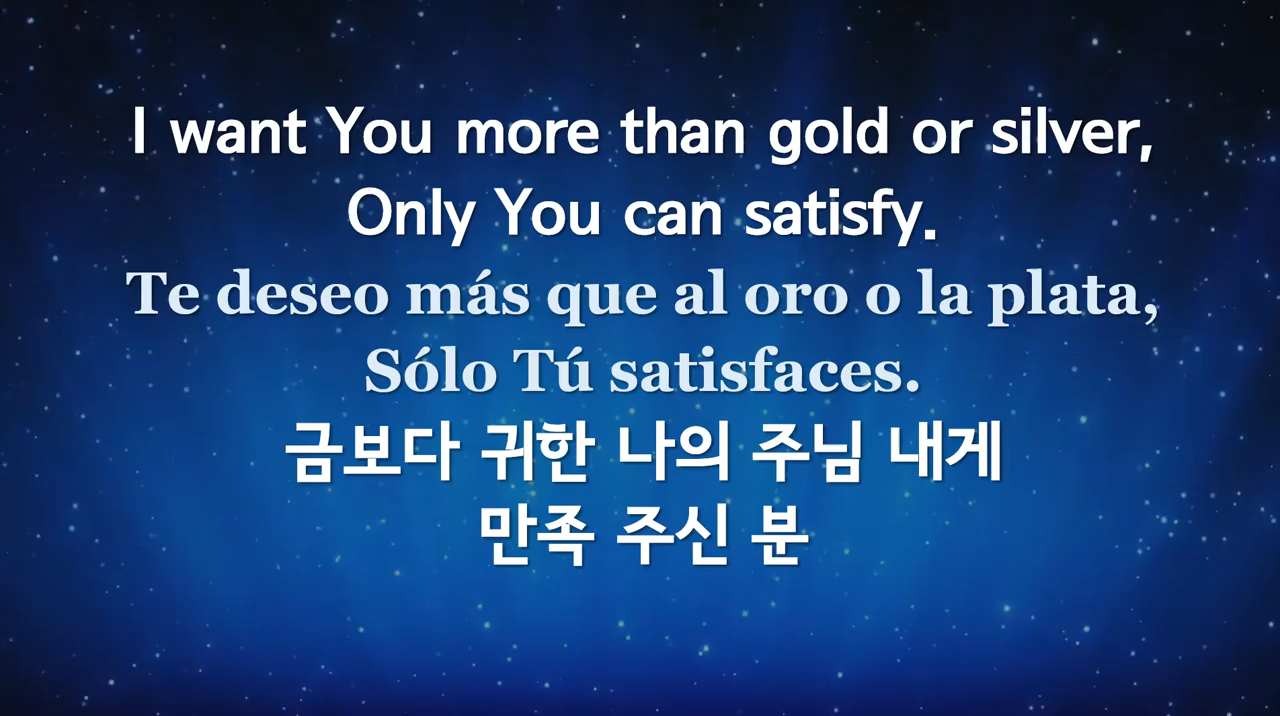 I want You more than gold or silver,
Only You can satisfy.
Te deseo más que al oro o la plata,
Sólo Tú satisfaces.
금보다 귀한 나의 주님 내게
만족 주신 분